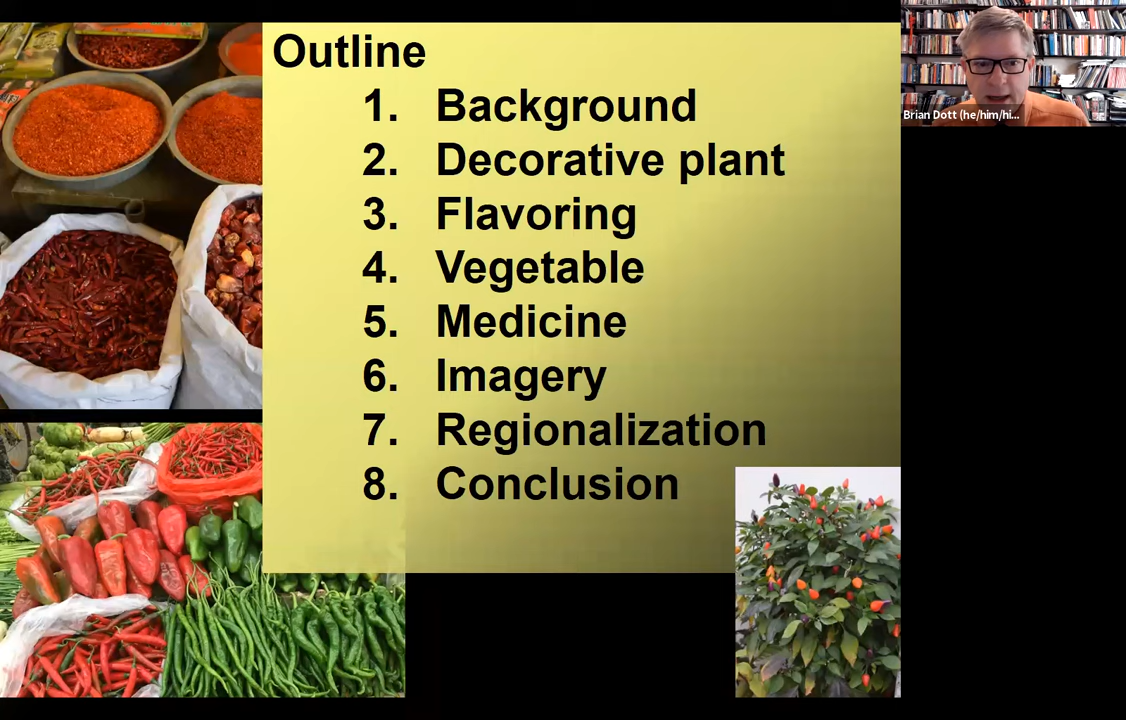 Outline
1. Background
2. Decorative plant
3. Flavoring
4. Vegetable
5. Medicine
6. Imagery
7. Regionalization
8. Conclusion
Brian Dott (he/him/hi...